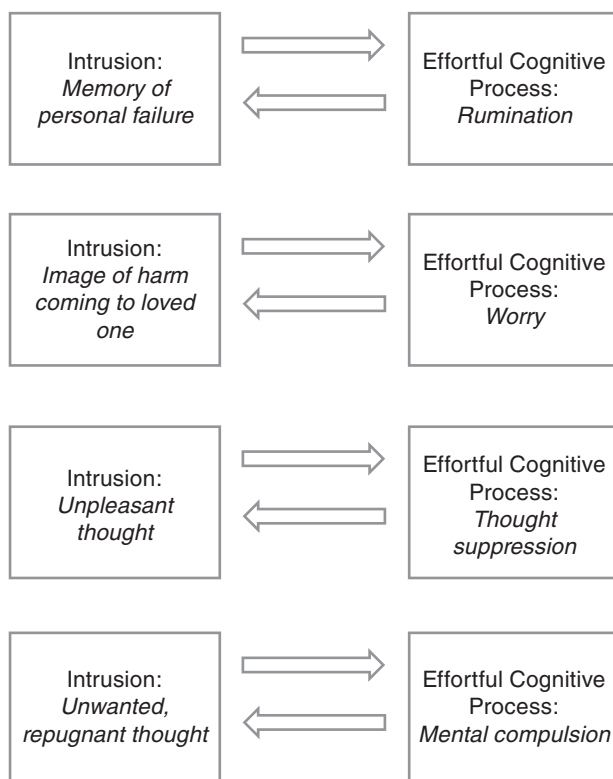 Intrusion:
Memory of
personal failure
Effortful Cognitive
Process:
Rumination
Intrusion:
Image of harm
coming to loved
one
Effortful Cognitive
Process:
Worry
Intrusion:
Unpleasant
thought
Effortful Cognitive
Process:
Thought
suppression
Intrusion:
Unwanted,
repugnant thought
Effortful Cognitive
Process:
Mental compulsion